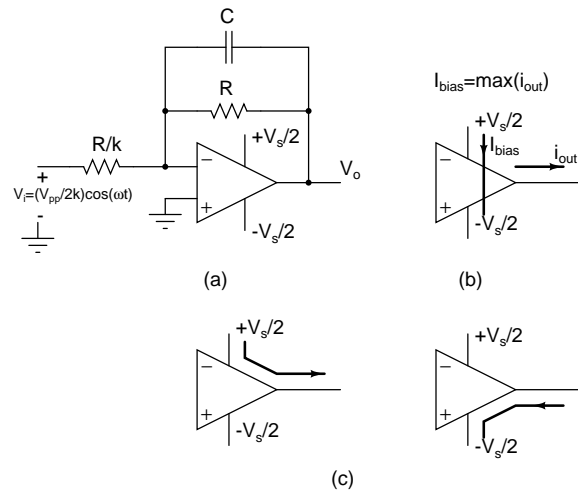 C
R
R/k
I_bias=max(i_out)
+V_s/2
+V_s/2
I_bias
i_out
−
V_o
+
V_i=(V_pp/2k)cos(ωt)
+
-
-V_s/2
-V_s/2
(a)
(b)
+V_s/2
+V_s/2
−
−
+
+
-V_s/2
-V_s/2
(c)